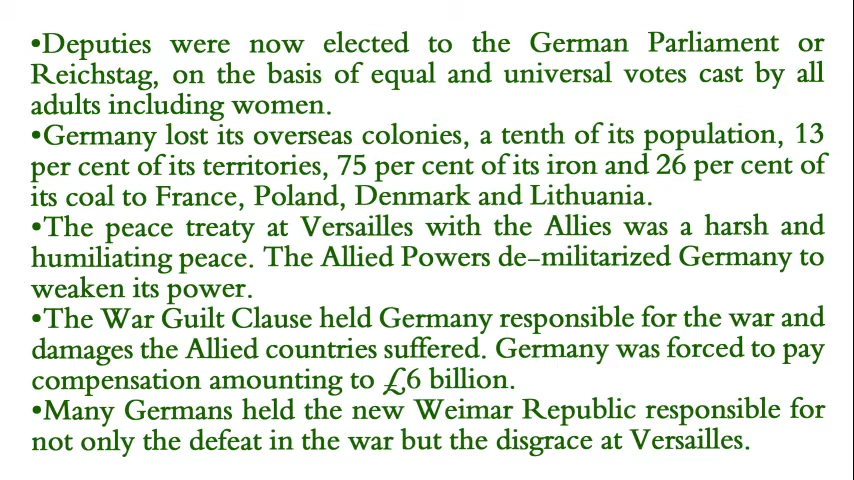 •Deputies were now elected to the German Parliament or
Reichstag, on the basis of equal and universal votes cast by all
adults including women.
•Germany lost its overseas colonies, a tenth of its population, 13
per cent of its territories, 75 per cent of its iron and 26 per cent of
its coal to France, Poland, Denmark and Lithuania.
•The peace treaty at Versailles with the Allies was a harsh and
humiliating peace. The Allied Powers de-militarized Germany to
weaken its power.
•The War Guilt Clause held Germany responsible for the war and
damages the Allied countries suffered. Germany was forced to pay
compensation amounting to £6 billion.
•Many Germans held the new Weimar Republic responsible for
not only the defeat in the war but the disgrace at Versailles.